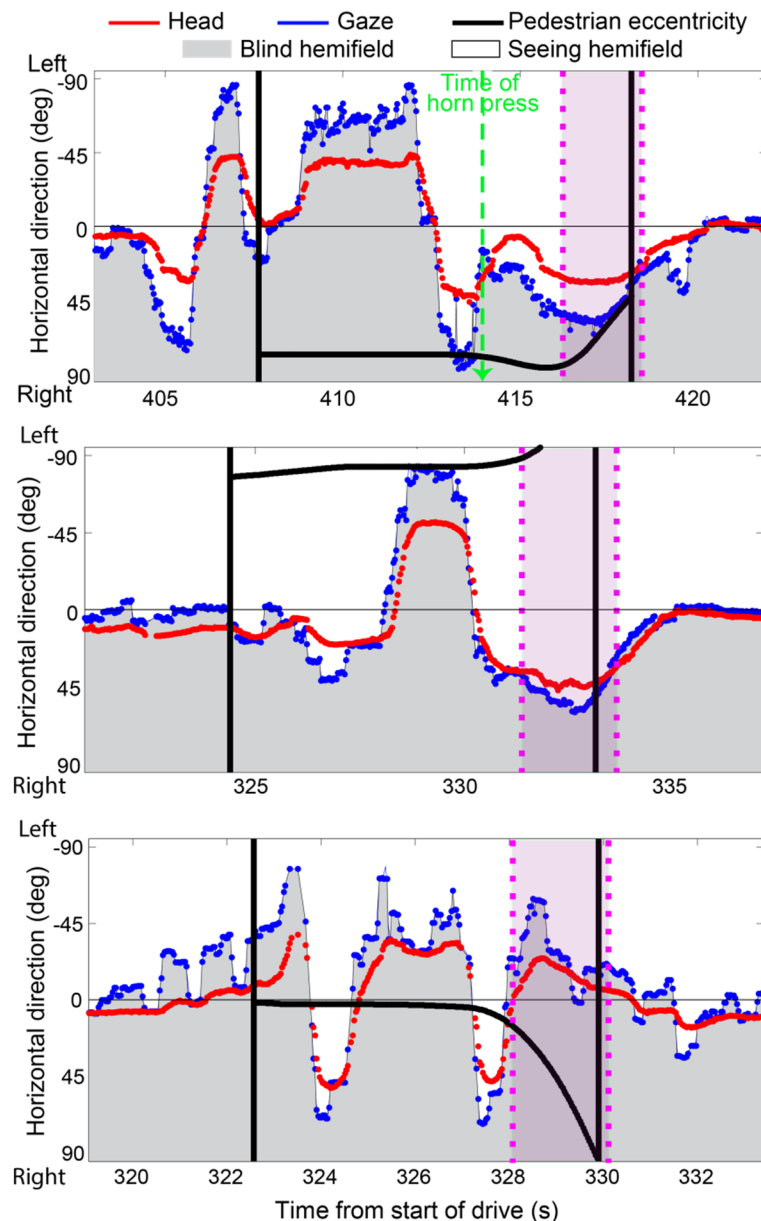 Head Gaze Pedestrian eccentricity
Blind hemifield Seeing hemifield
Left
-90
-45
0
45
90
Right
Horizontal direction (deg)
Time of
horn press
405 410 415 420
Left
-90
-45
0
45
90
Right
Horizontal direction (deg)
325 330 335
Left
-90
-45
0
45
90
Right
Horizontal direction (deg)
320 322 324 326 328 330 332
Time from start of drive (s)